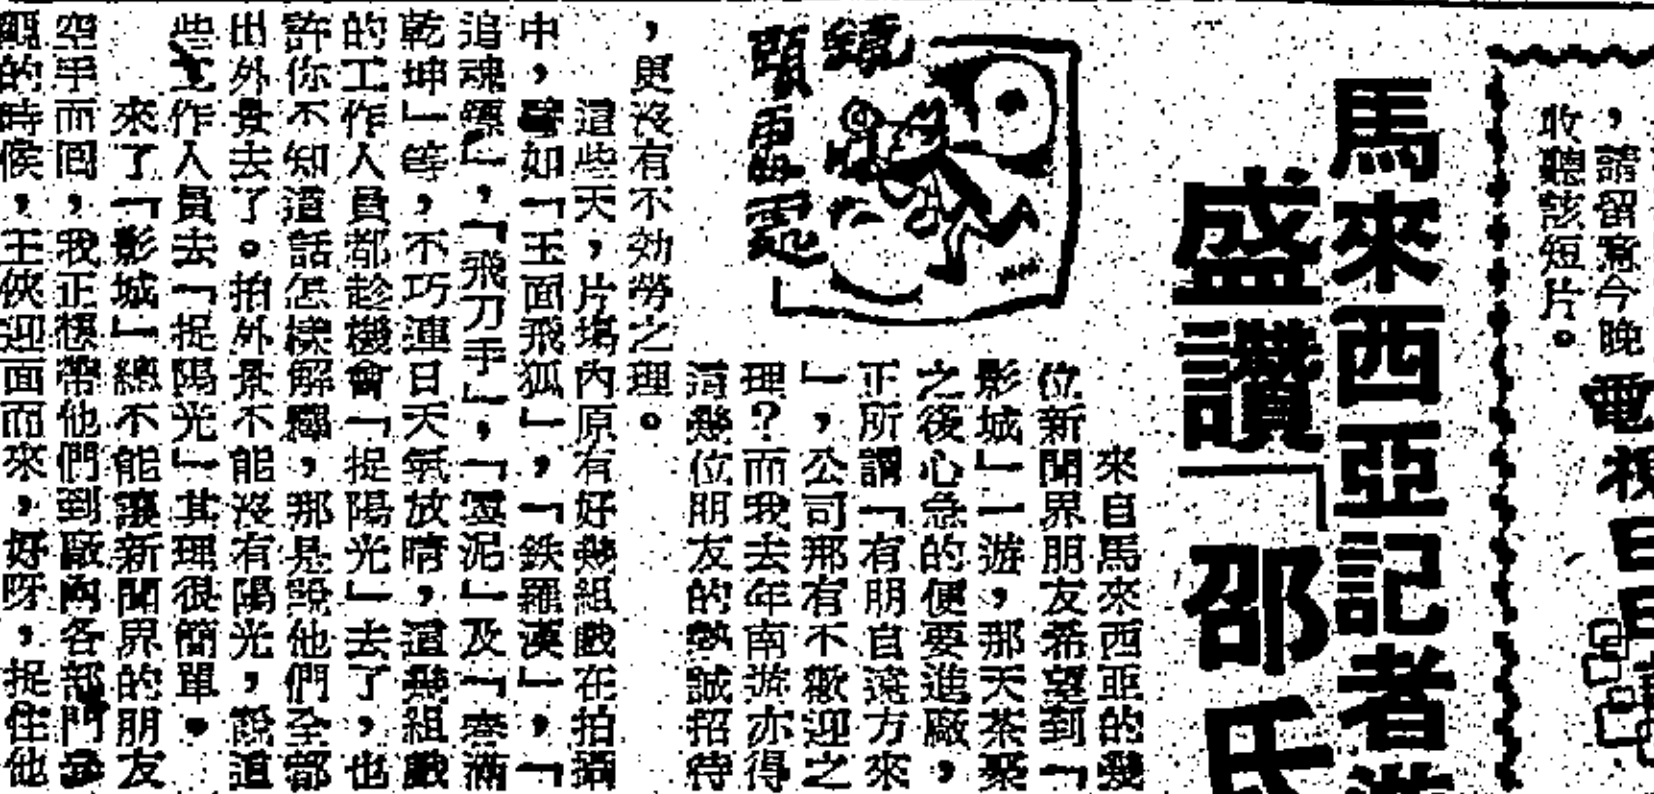 ，請留意今晚
收聽該短片。
電視
馬來西亞記者
盛讚「邵氏
鏡頭
來自馬來西亞的幾
位新聞界朋友希望到「
影城」一遊，那天茶聚
之後心急的便要進廠，
正所謂「有朋自遠方來
」，公司那有不歡迎之
理？而我去年南遊亦得
這幾位朋友的熱誠招待
，更沒有不効勞之理。
這些天，片塲內原有好幾組戲在拍攝
中，譬如「玉面飛狐」，「鉄羅漢」，「
追魂鏢」，「飛刀手」，「雲泥」及「春滿
乾坤」等，不巧連日天氣放晴，這幾組戲
的工作人員都趁機會「捉陽光」去了，也
許你不知道話怎樣解釋，那是說他們全部
出外景去了。拍外景不能沒有陽光，說這
些工作人員去「捉陽光」其理很簡單。
來了「影城」總不能讓新聞界的朋友
空手而囘，我正想帶他們到廠內各部門參
觀的時候，王俠迎面而來，好呀，捉住他